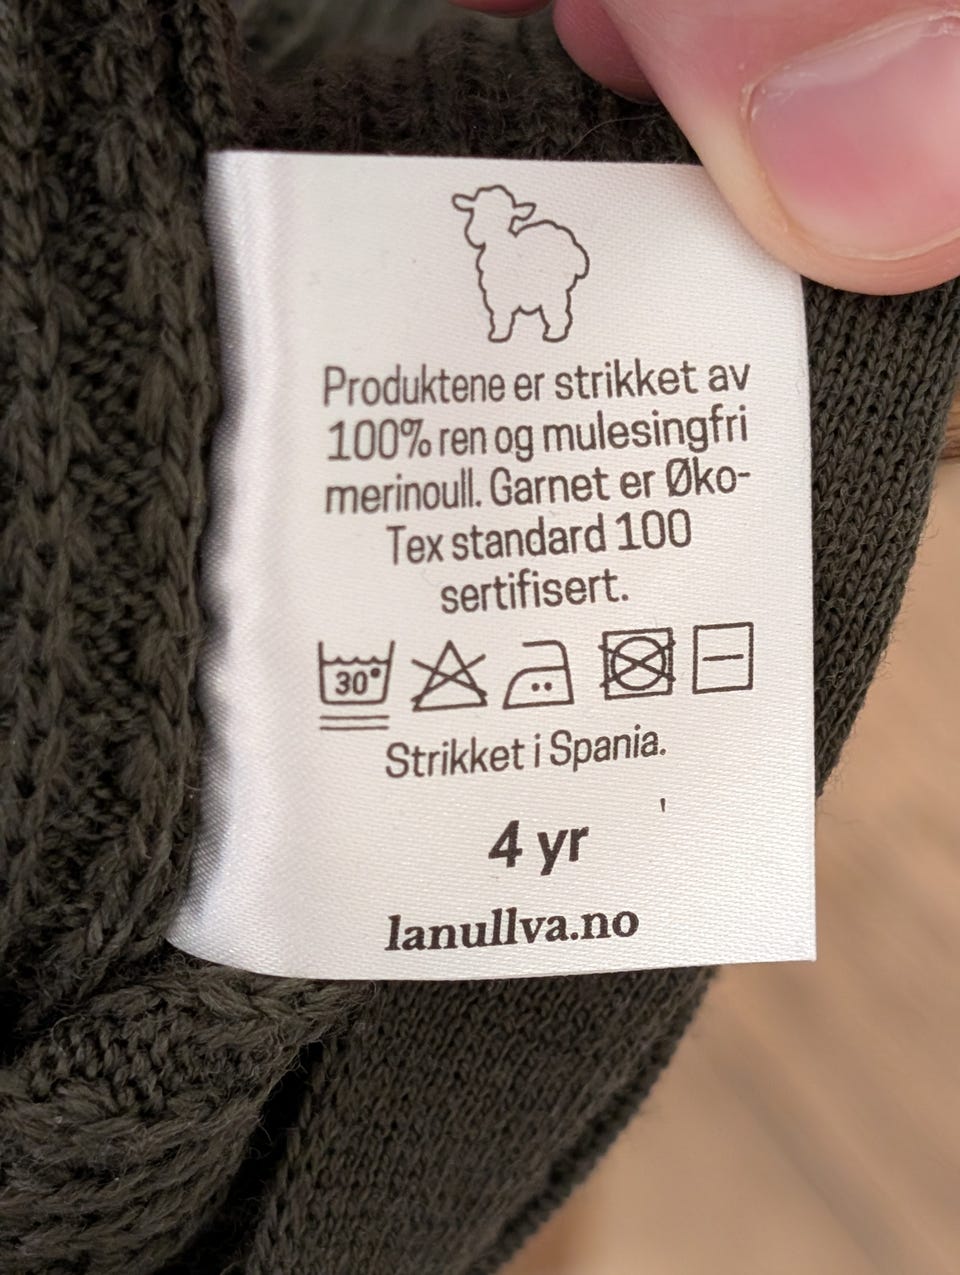 Produktene er strikket av
100% ren og mulesingfri
merinoull. Garnet er Øko-
Tex standard 100
sertifisert.
30°
Strikket i Spania.
4 yr
lanullva.no